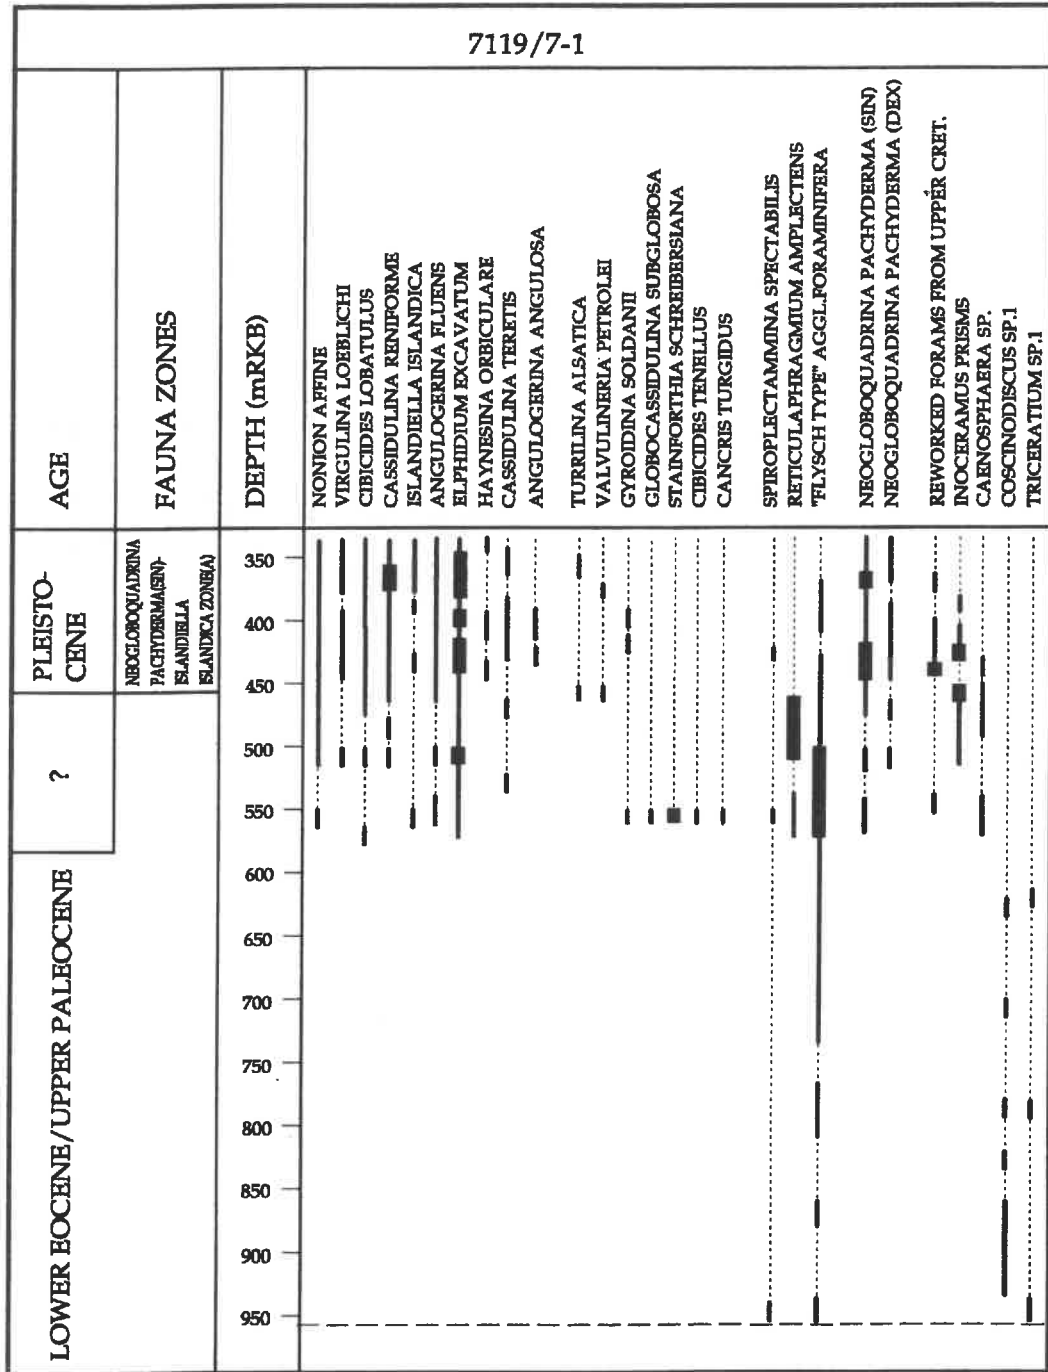 7119/7-1
AGE
FAUNA ZONES
DEPTH (mRKB)
NONION AFFINE
VIRGULINA LOEBLICHI
CIBICIDES LOBATULUS
CASSIDULINA RENIFORME
ISLANDIELLA ISLANDICA
ANGULOGERINA FLUENS
ELPHIDIUM EXCAVATUM
HAYNESINA ORBICULARE
CASSIDULINA TERETIS
ANGULOGERINA ANGULOSA
TURRILINA ALSATICA
VALVULINERIA PETROLEI
GYROIDINA SOLDANII
GLOBOCASSIDULINA SUBGLOBOSA
STAINFORTHIA SCHREIBERSIANA
CIBICIDES TENELLUS
CANCRIS TURGIDUS
SPIROPLECTAMMINA SPECTABILIS
RETICULAPHRAGMIUM AMPLECTENS
"FLYSCH TYPE" AGGL.FORAMINIFERA
NEOGLOBOQUADRINA PACHYDERMA (SIN)
NEOGLOBOQUADRINA PACHYDERMA (DEX)
REWORKED FORAMS FROM UPPER CRET.
INOCERAMUS PRISMS
CAENOSPHAERA SP.
COSCINODISCUS SP.1
TRICERATIUM SP.1
PLEISTO-
CENE
NEOGLOBOQUADRINA
PACHYDERMA(SIN)-
ISLANDIELLA
ISLANDICA ZONE(A)
?
LOWER EOCENE/UPPER PALEOCENE
350
400
450
500
550
600
650
700
750
800
850
900
950